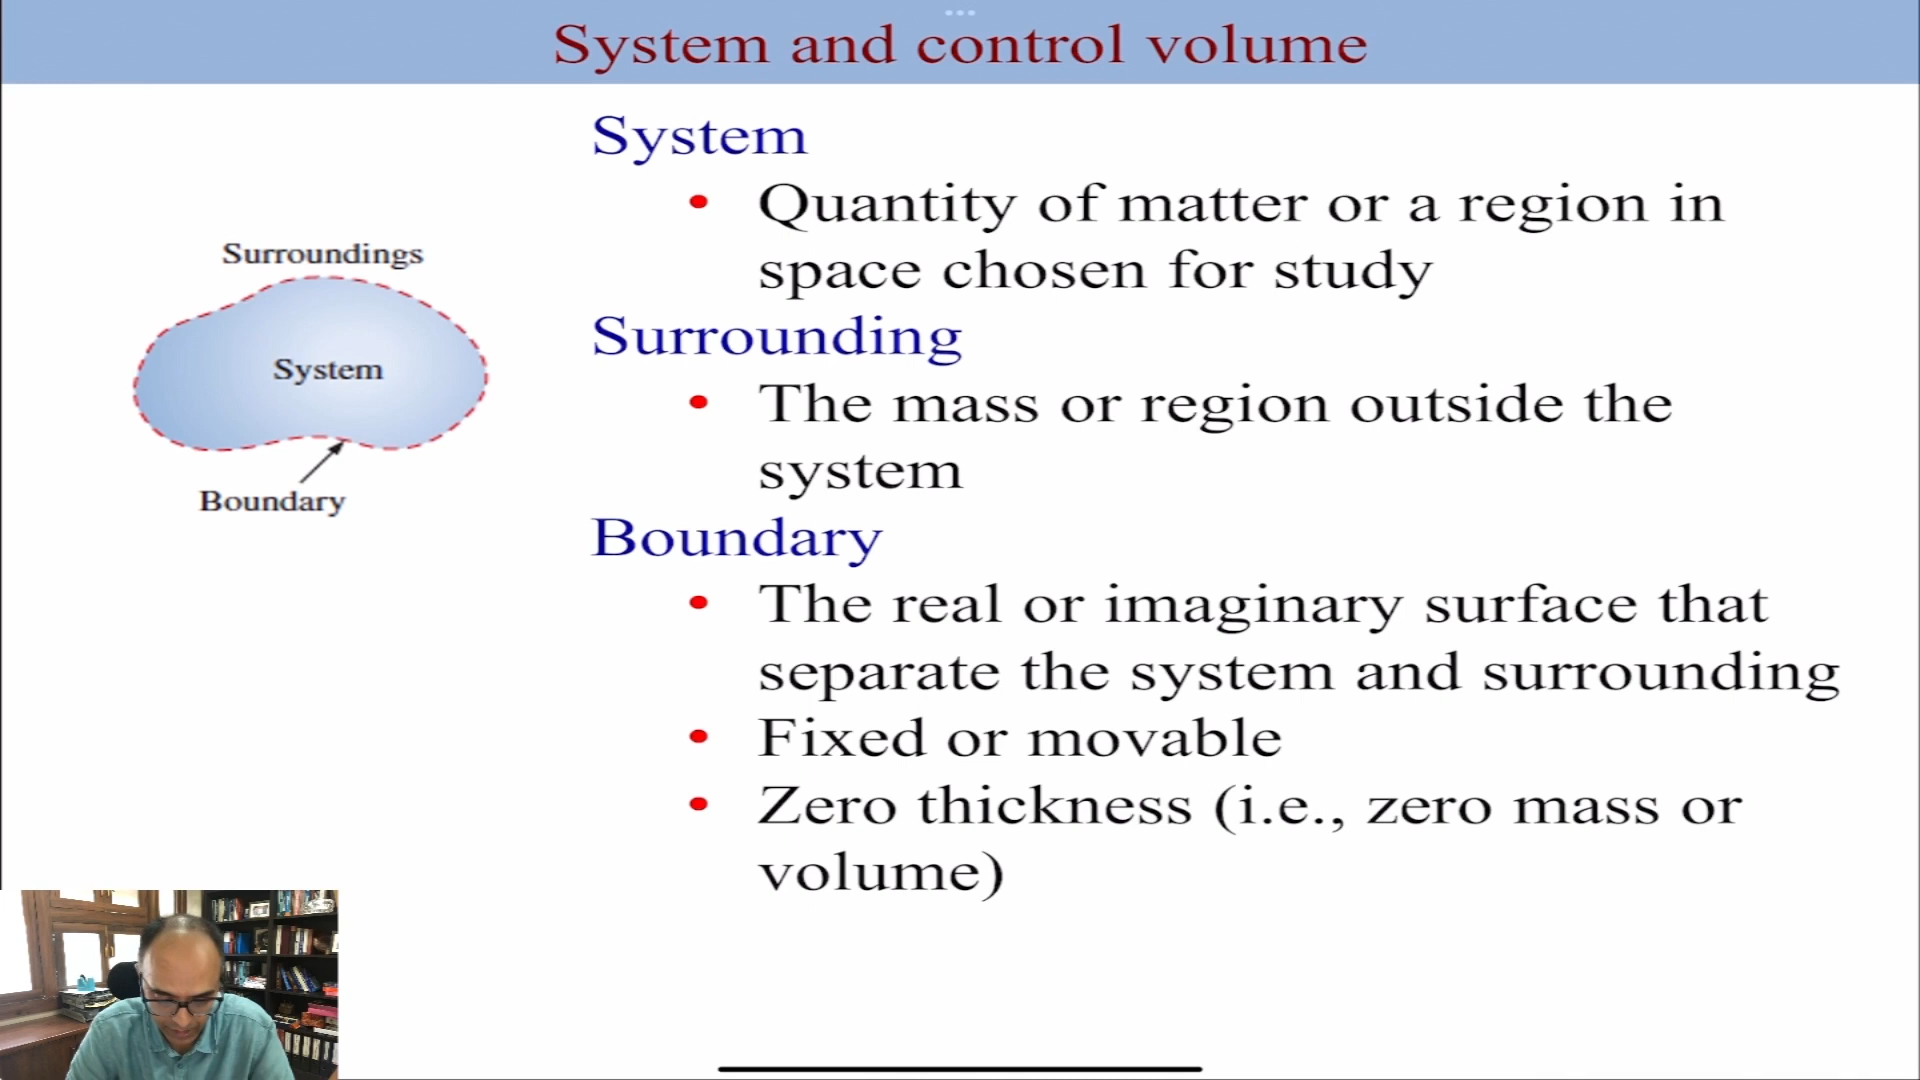 System and control volume
System
• Quantity of matter or a region in
space chosen for study
Surrounding
• The mass or region outside the
system
Boundary
• The real or imaginary surface that
separate the system and surrounding
• Fixed or movable
• Zero thickness (i.e., zero mass or
volume)
Surroundings
System
Boundary